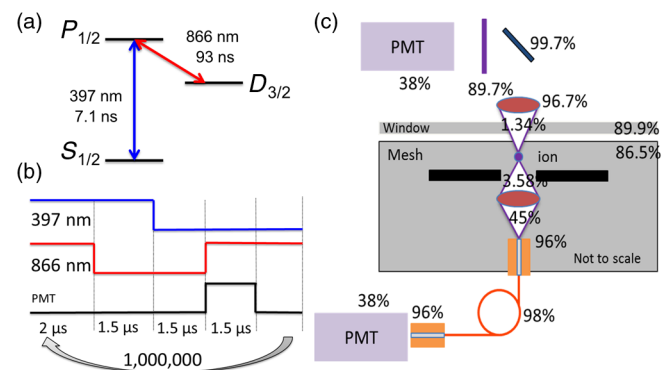 (a)
P1/2
866 nm
93 ns
D3/2
397 nm
7.1 ns
S1/2
(b)
397 nm
866 nm
PMT
2 µs 1.5 µs 1.5 µs 1.5 µs
1,000,000
(c)
PMT
38%
99.7%
89.7%
96.7%
Window
1.34%
89.9%
86.5%
Mesh
ion
3.58%
45%
96%
Not to scale
38%
PMT
96%
98%